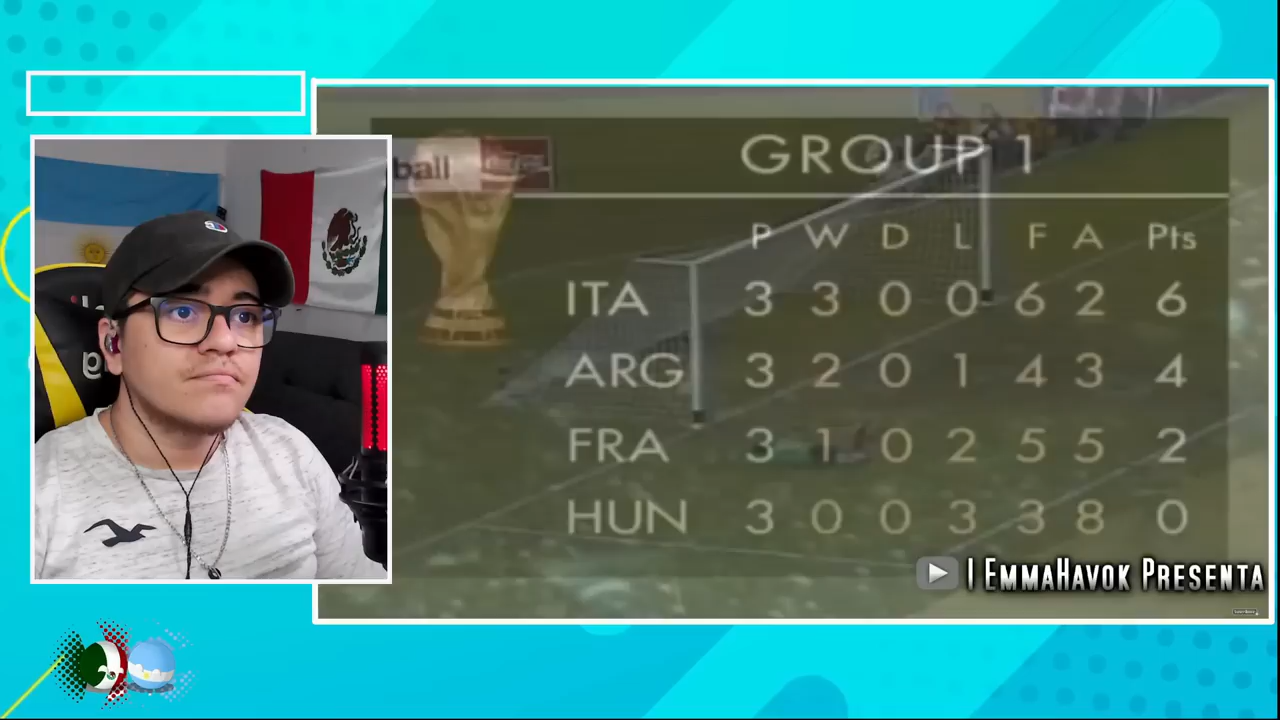 ball
GROUP 1
P W D L F A Pts
ITA 3 3 0 0 6 2 6
ARG 3 2 0 1 4 3 4
FRA 3 1 0 2 5 5 2
HUN 3 0 0 3 3 8 0
I EMMAHAVOK PRESENTA